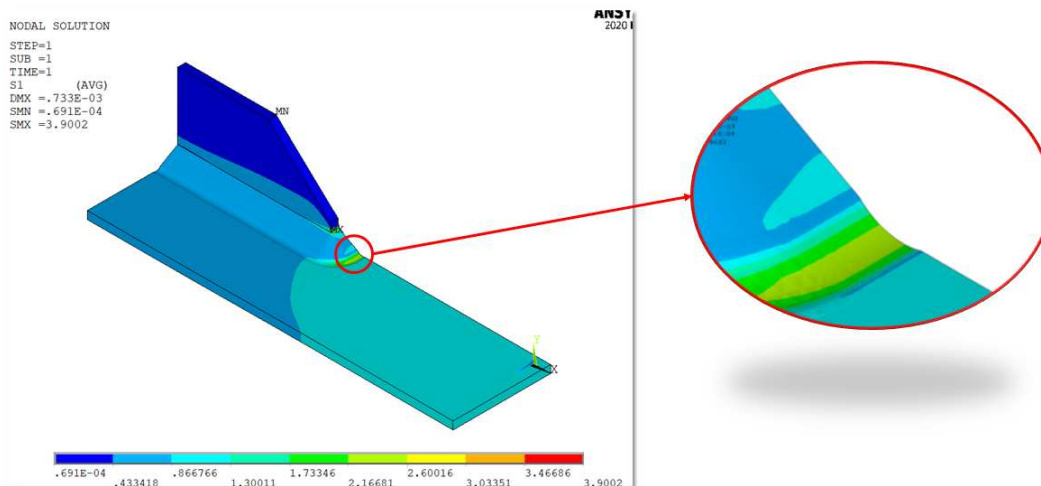 NODAL SOLUTION
STEP=1
SUB =1
TIME=1
S1 (AVG)
DMX =.733E-03
SMN =.691E-04
SMX =3.9002
ANSY
2020
MN
MX
Y
X
.691E-04 .866766 1.73346 2.60016 3.46686
.433418 1.30011 2.16681 3.03351 3.9002